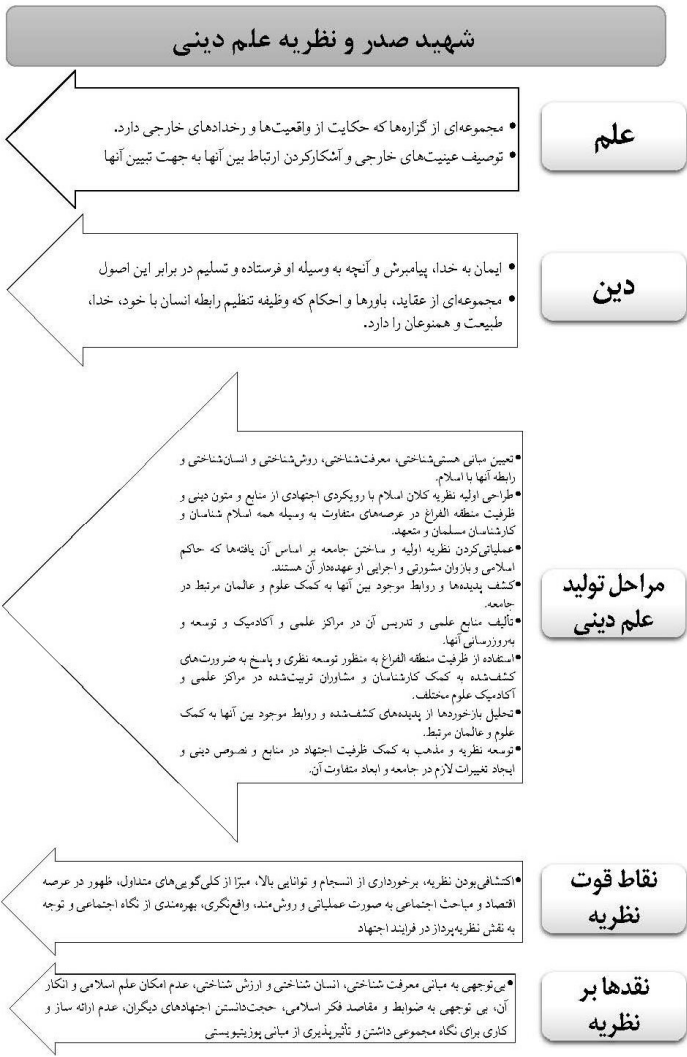 شهید صدر و نظریه علم دینی
علم
• مجموعه‌ای از گزاره‌ها که حکایت از واقعیت‌ها و رخدادهای خارجی دارد.
• توصیف عینیت‌های خارجی و آشکارکردن ارتباط بین آنها به جهت تبیین آنها
دین
• ایمان به خدا، پیامبرش و آنچه به وسیله او فرستاده و تسلیم در برابر این اصول
• مجموعه‌ای از عقاید، باورها و احکام که وظیفه تنظیم رابطه انسان با خود، خدا،
طبیعت و همنوعان را دارد.
مراحل تولید
علم دینی
•تعیین مبانی هستی‌شناختی، معرفت‌شناختی، روش‌شناختی و انسان‌شناختی و
رابطه آنها با اسلام.
•طراحی اولیه نظریه کلان اسلام با رویکردی اجتهادی از منابع و متون دینی و
ظرفیت منطقه الفراغ در عرصه‌های متفاوت به وسیله همه اسلام شناسان و
کارشناسان مسلمان و متعهد.
•عملیاتی‌کردن نظریه اولیه و ساختن جامعه بر اساس آن یافته‌ها که حاکم
اسلامی و بازوان مشورتی و اجرایی او عهده‌دار آن هستند.
•کشف پدیده‌ها و روابط موجود بین آنها به کمک علوم و عالمان مرتبط در
جامعه.
•تألیف منابع علمی و تدریس آن در مراکز علمی و آکادمیک و توسعه و
به‌روزرسانی آنها.
•استفاده از ظرفیت منطقه الفراغ به منظور توسعه نظری و پاسخ به ضرورت‌های
کشف‌شده به کمک کارشناسان و مشاوران تربیت‌شده در مراکز علمی و
آکادمیک علوم مختلف.
•تحلیل بازخوردها از پدیده‌های کشف‌شده و روابط موجود بین آنها به کمک
علوم و عالمان مرتبط.
•توسعه نظریه و مذهب به کمک ظرفیت اجتهاد در منابع و نصوص دینی و
ایجاد تغییرات لازم در جامعه و ابعاد متفاوت آن.
نقاط قوت
نظریه
•اکتشافی‌بودن نظریه، برخورداری از انسجام و توانایی بالا، مبرّا از کلی‌گویی‌های متداول، ظهور در عرصه
اقتصاد و مباحث اجتماعی به صورت عملیاتی و روش‌مند، واقع‌نگری، بهره‌مندی از نگاه اجتماعی و توجه
به نقش نظریه‌پرداز در فرایند اجتهاد
نقدها بر
نظریه
•بی‌توجهی به مبانی معرفت شناختی، انسان شناختی و ارزش شناختی، عدم امکان علم اسلامی و انکار
آن، بی توجهی به ضوابط و مقاصد فکر اسلامی، حجت‌دانستن اجتهادهای دیگران، عدم ارائه ساز و
کاری برای نگاه مجموعی داشتن و تأثیرپذیری از مبانی پوزیتیویستی